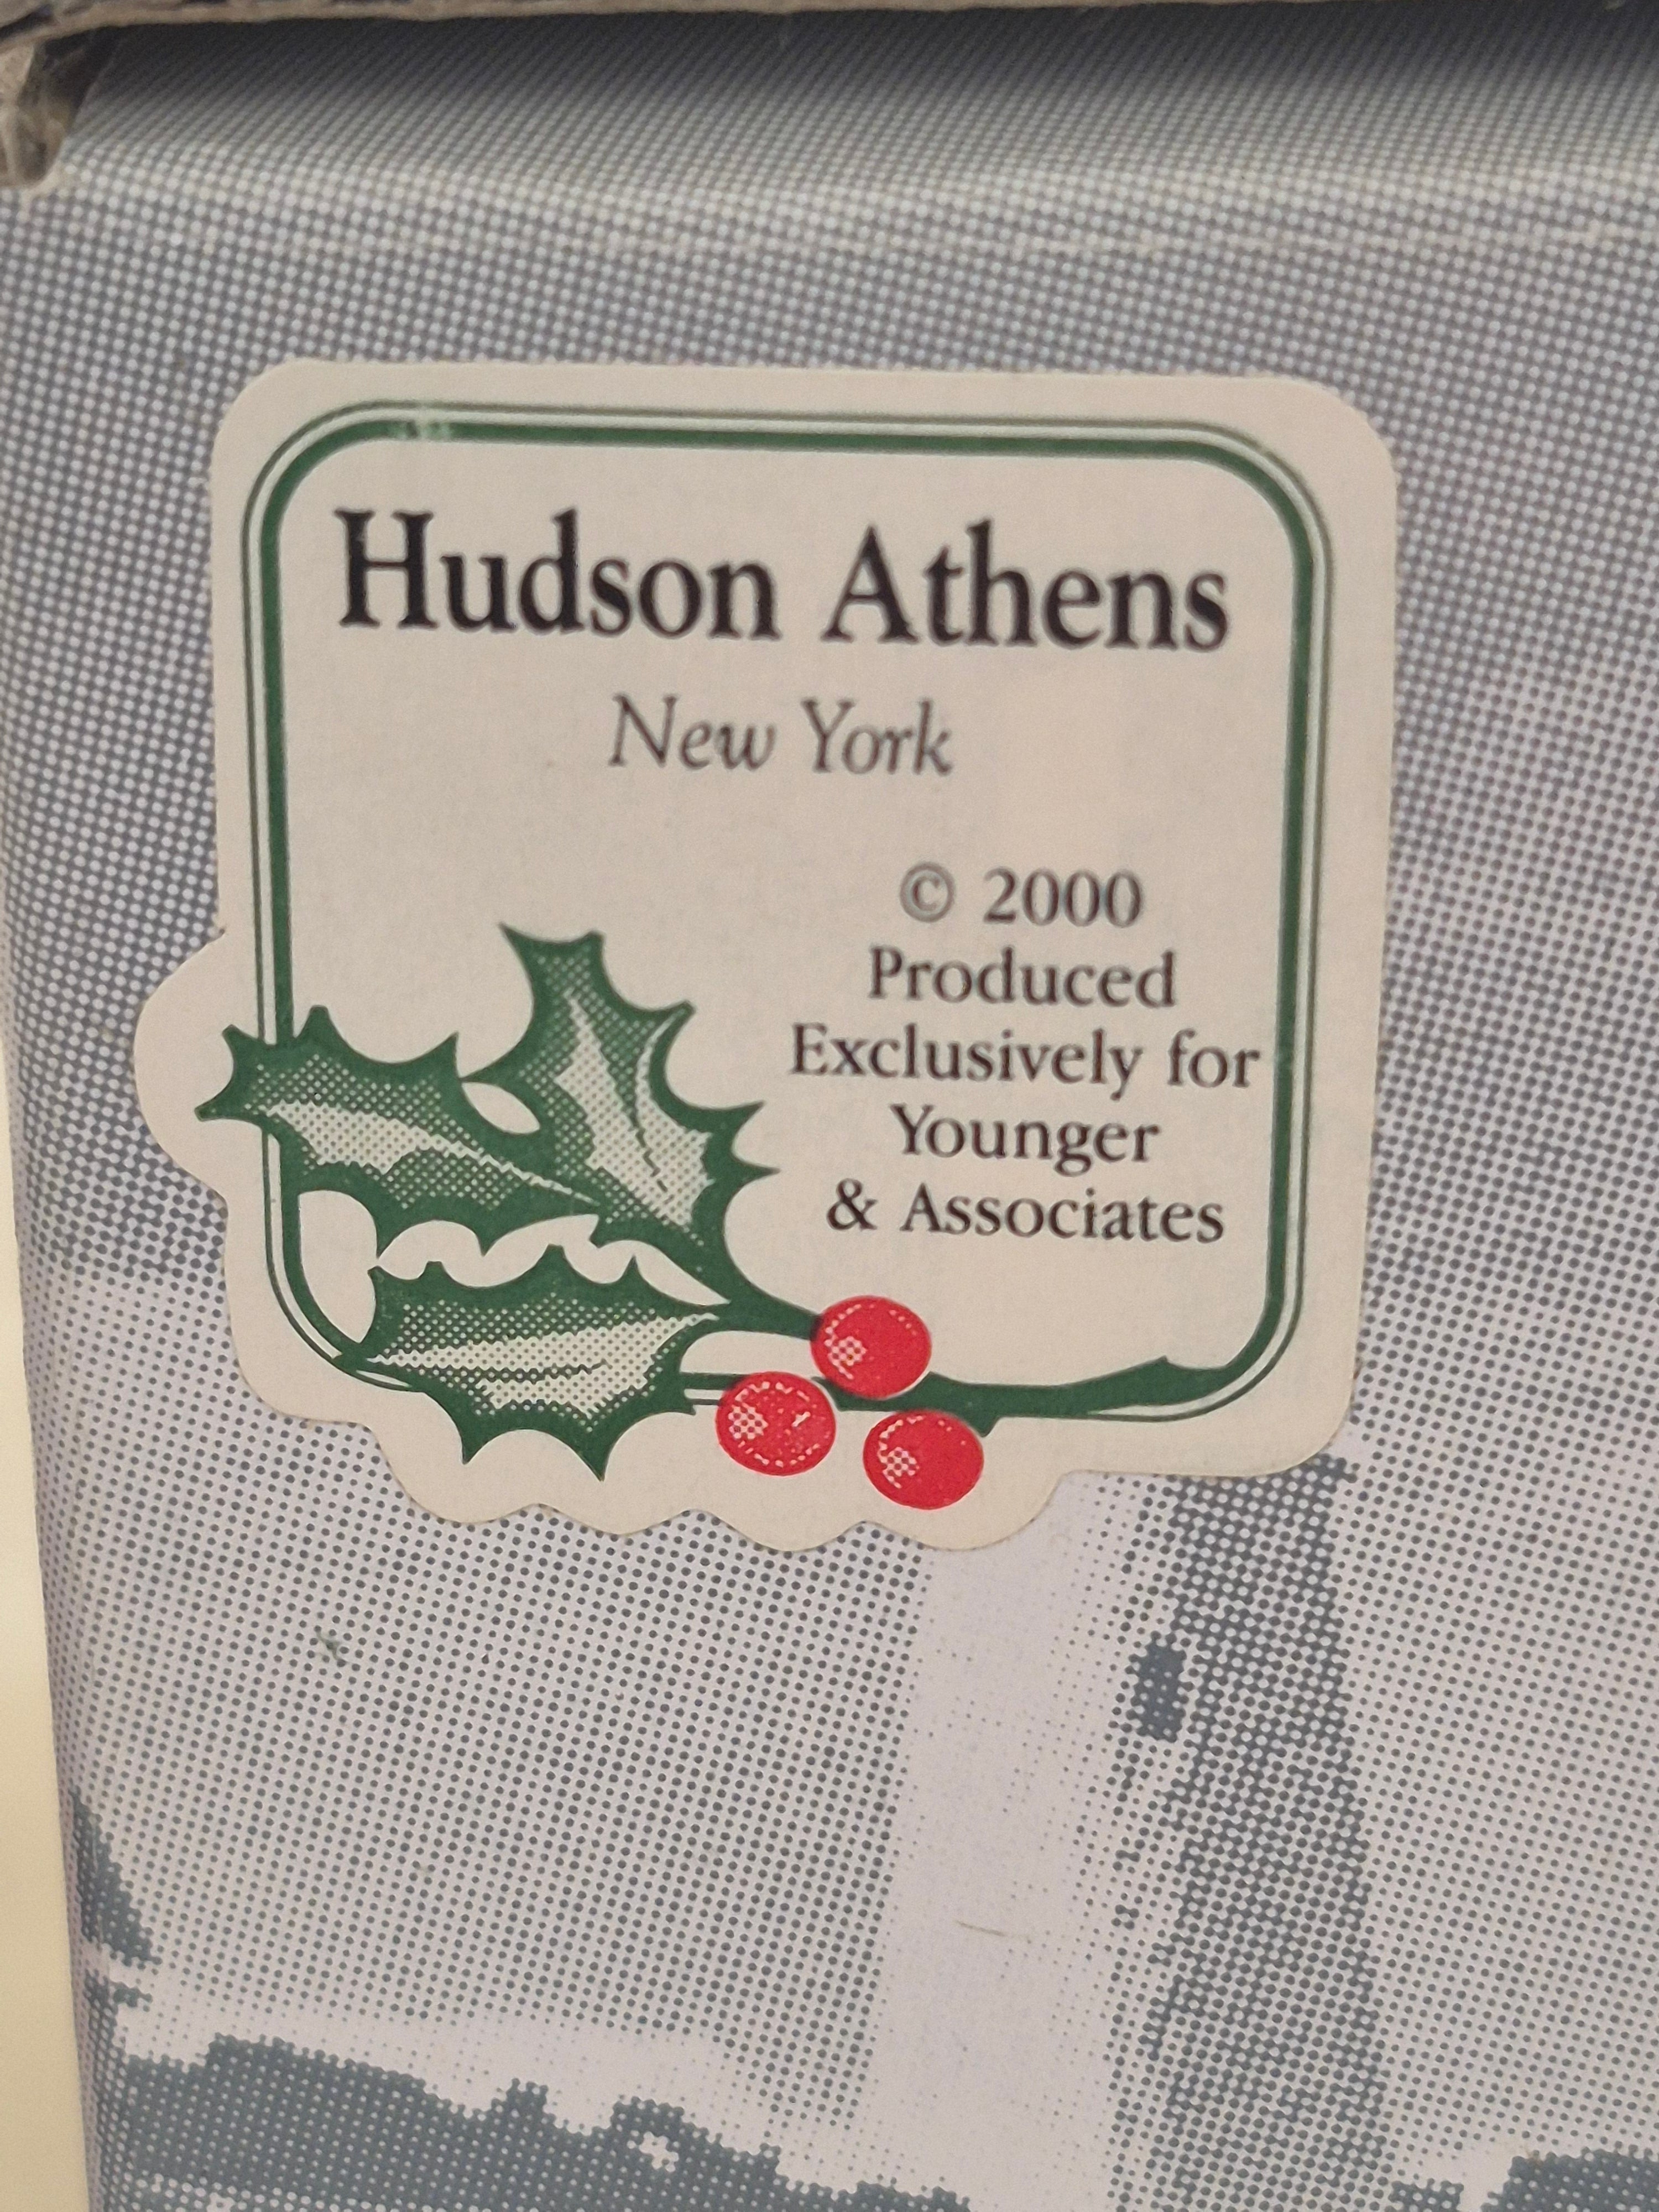 Hudson Athens
New York
© 2000
Produced
Exclusively for
Younger
& Associates